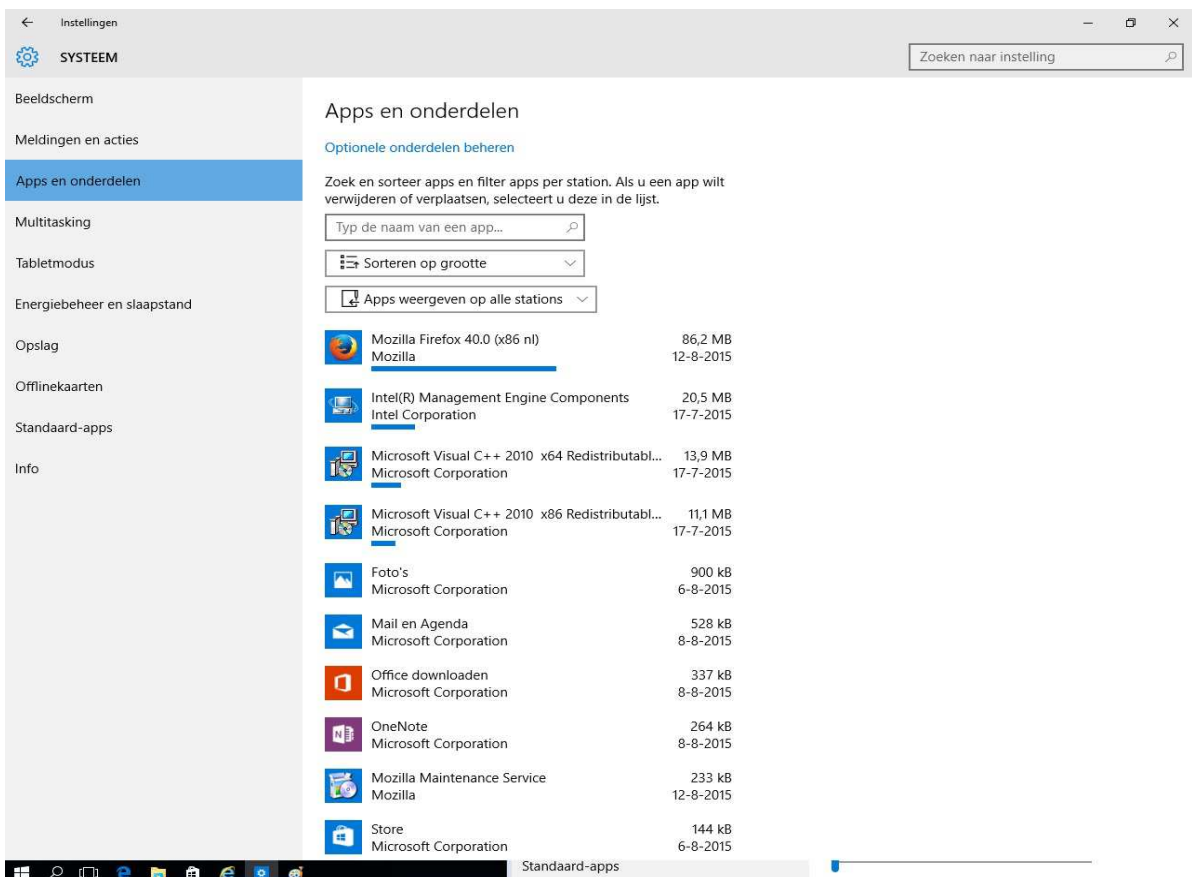 Instellingen
SYSTEEM
Zoeken naar instelling
Beeldscherm
Meldingen en acties
Apps en onderdelen
Multitasking
Tabletmodus
Energiebeheer en slaapstand
Opslag
Offlinekaarten
Standaard-apps
Info
Apps en onderdelen
Optionele onderdelen beheren
Zoek en sorteer apps en filter apps per station. Als u een app wilt
verwijderen of verplaatsen, selecteert u deze in de lijst.
Typ de naam van een app...
Sorteren op grootte
Apps weergeven op alle stations
Mozilla Firefox 40.0 (x86 nl) 86,2 MB
Mozilla 12-8-2015
Intel(R) Management Engine Components 20,5 MB
Intel Corporation 17-7-2015
Microsoft Visual C++ 2010 x64 Redistributabl... 13,9 MB
Microsoft Corporation 17-7-2015
Microsoft Visual C++ 2010 x86 Redistributabl... 11,1 MB
Microsoft Corporation 17-7-2015
Foto's 900 kB
Microsoft Corporation 6-8-2015
Mail en Agenda 528 kB
Microsoft Corporation 8-8-2015
Office downloaden 337 kB
Microsoft Corporation 8-8-2015
OneNote 264 kB
Microsoft Corporation 8-8-2015
Mozilla Maintenance Service 233 kB
Mozilla 12-8-2015
Store 144 kB
Microsoft Corporation 6-8-2015
Standaard-apps